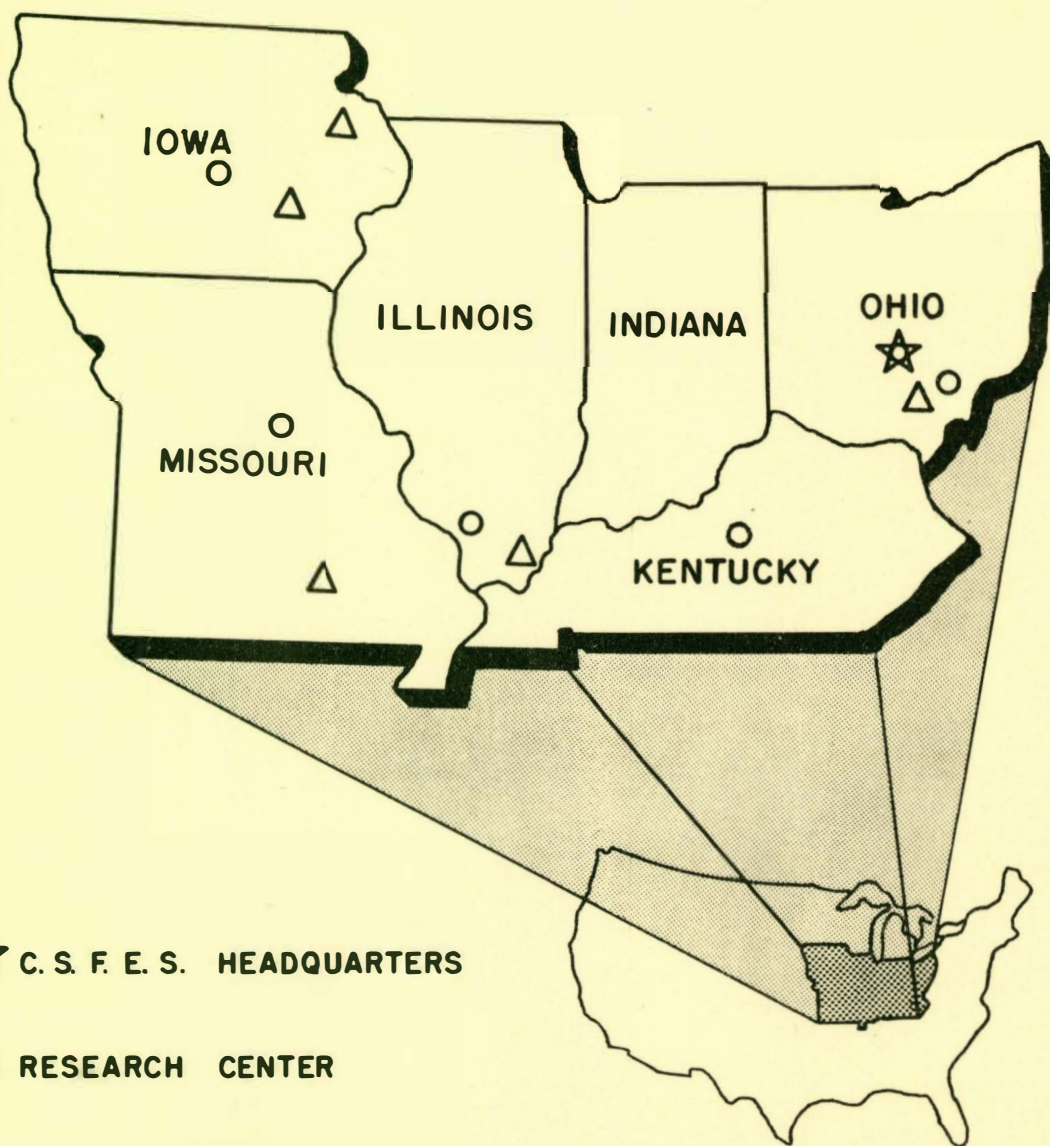 IOWA
ILLINOIS
INDIANA
OHIO
MISSOURI
KENTUCKY
C. S. F. E. S. HEADQUARTERS
RESEARCH CENTER